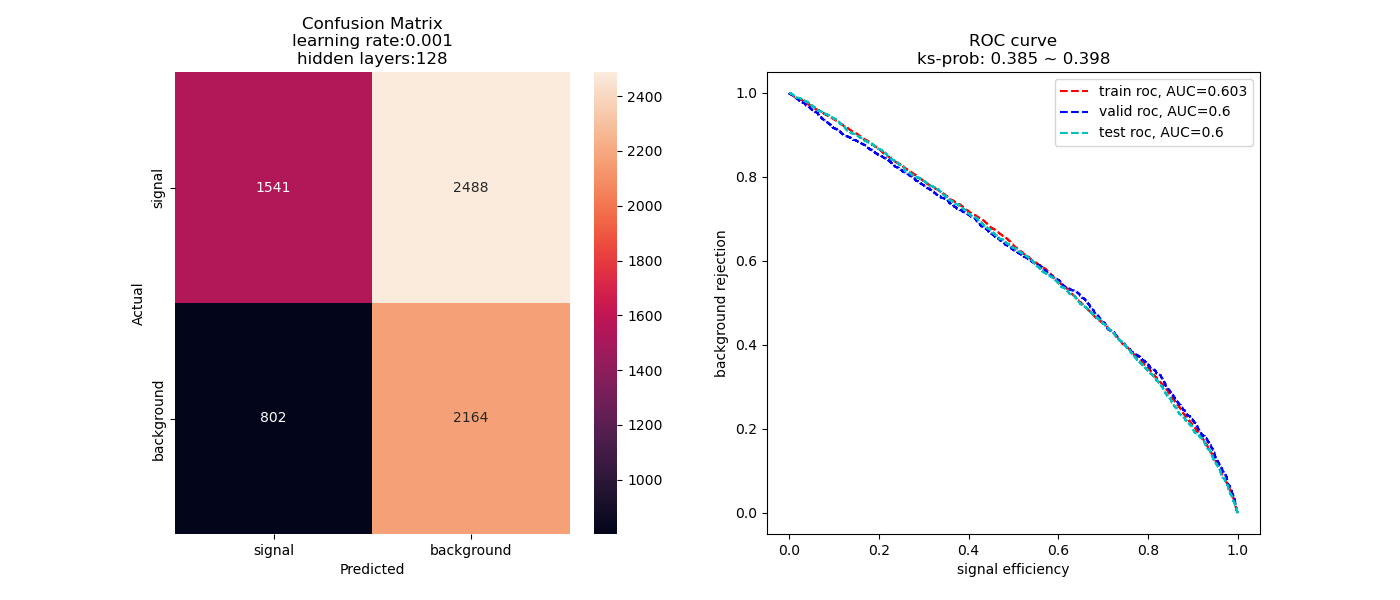 Confusion Matrix
learning rate:0.001
hidden layers:128
signal
background
Actual
1541
2488
802
2164
signal
background
Predicted
2400
2200
2000
1800
1600
1400
1200
1000
ROC curve
ks-prob: 0.385 ~ 0.398
train roc, AUC=0.603
valid roc, AUC=0.6
test roc, AUC=0.6
background rejection
1.0
0.8
0.6
0.4
0.2
0.0
0.0
0.2
0.4
0.6
0.8
1.0
signal efficiency